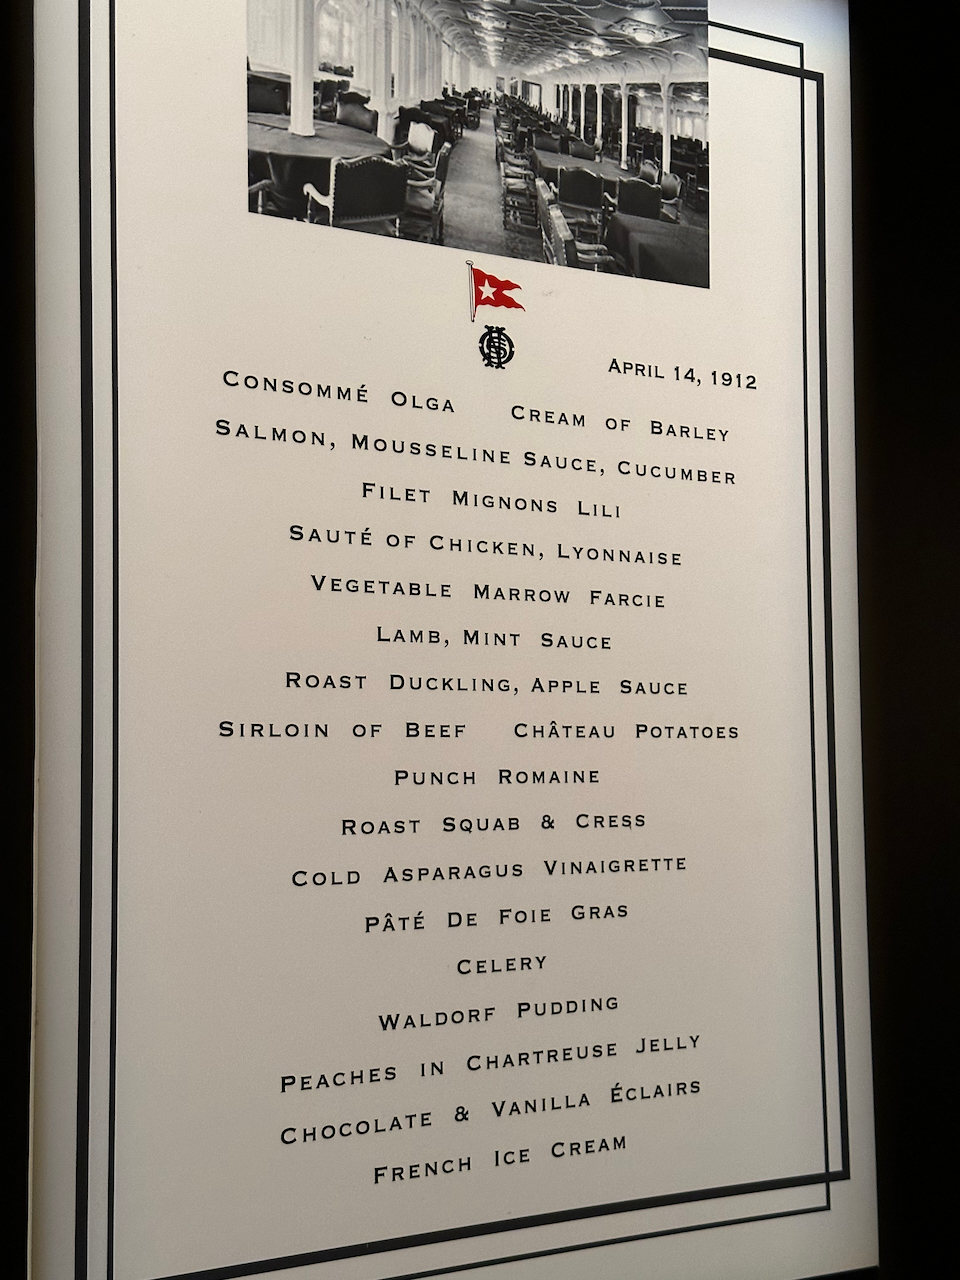 April 14, 1912
Consommé Olga Cream of Barley
Salmon, Mousseline Sauce, Cucumber
Filet Mignons Lili
Sauté of Chicken, Lyonnaise
Vegetable Marrow Farcie
Lamb, Mint Sauce
Roast Duckling, Apple Sauce
Sirloin of Beef Château Potatoes
Punch Romaine
Roast Squab & Cress
Cold Asparagus Vinaigrette
Pâté De Foie Gras
Celery
Waldorf Pudding
Peaches in Chartreuse Jelly
Chocolate & Vanilla Éclairs
French Ice Cream